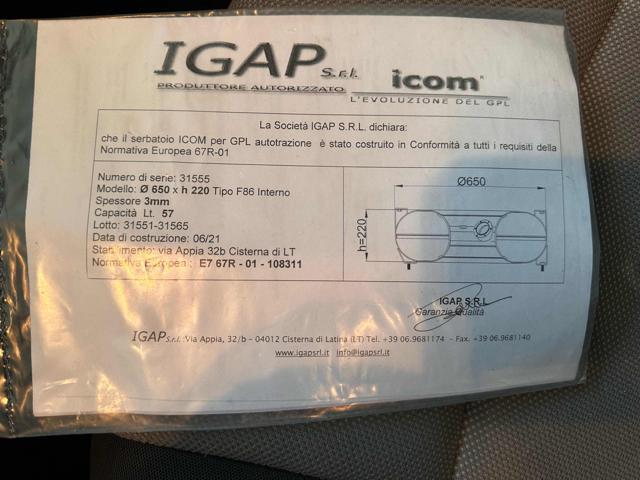 IGAP S.r.l.
PRODUTTORE AUTORIZZATO
icom
L'EVOLUZIONE DEL GPL
La Società IGAP S.R.L. dichiara:
che il serbatoio ICOM per GPL autotrazione è stato costruito in Conformità a tutti i requisiti della
Normativa Europea 67R-01
Numero di serie: 31555
Modello: Ø 650 x h 220 Tipo F86 Interno
Spessore 3mm
Capacità Lt. 57
Lotto: 31551-31565
Data di costruzione: 06/21
Stabilimento: via Appia 32b Cisterna di LT
Normativa Europea : E7 67R - 01 - 108311
Ø650
h=220
IGAP S.R.L
Garanzia Qualità
IGAP S.r.l. :Via Appia, 32/b - 04012 Cisterna di Latina (LT) Tel. +39 06.9681174 - Fax. +39 06.9681140
www.igapsrl.it info@igapsrl.it